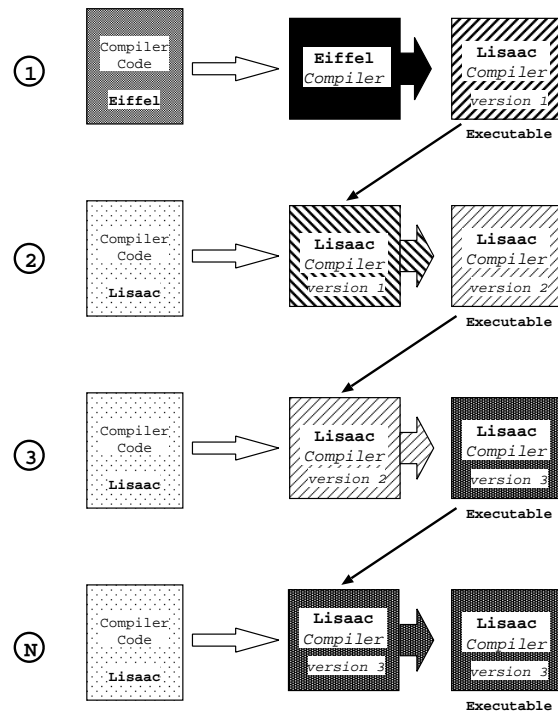 1
Compiler
Code
Eiffel
Eiffel
Compiler
Lisaac
Compiler
version 1
Executable
2
Compiler
Code
Lisaac
Lisaac
Compiler
version 1
Lisaac
Compiler
version 2
Executable
3
Compiler
Code
Lisaac
Lisaac
Compiler
version 2
Lisaac
Compiler
version 3
Executable
N
Compiler
Code
Lisaac
Lisaac
Compiler
version 3
Lisaac
Compiler
version 3
Executable